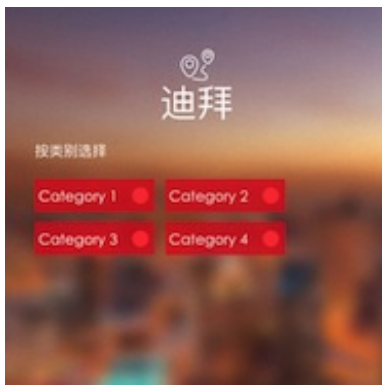 迪拜
按类别选择
Category 1
Category 2
Category 3
Category 4